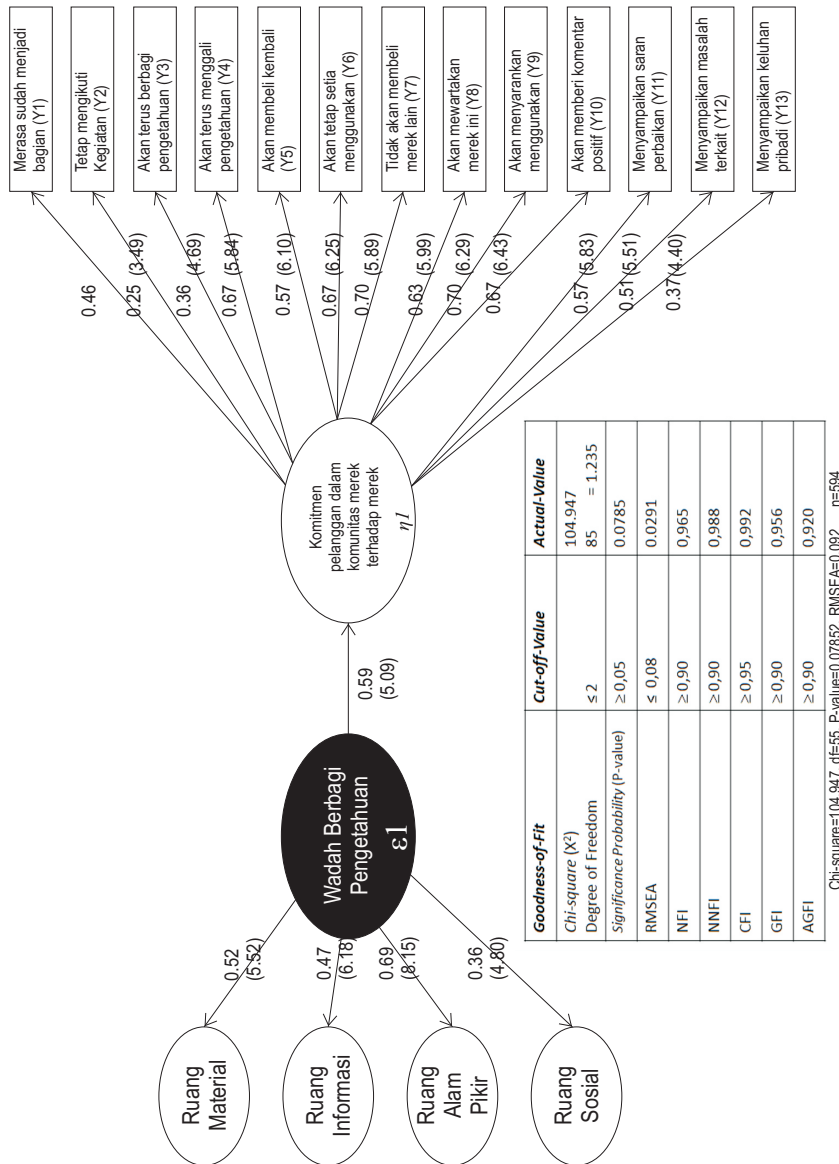 Ruang
Material
Ruang
Informasi
Ruang
Alam
Pikir
Ruang
Sosial
0.52
(5.52)
0.47
(6.18)
0.69
(8.15)
0.36
(4.80)
Wadah Berbagi
Pengetahuan
ε1
0.59
(5.09)
Komitmen
pelanggan dalam
komunitas merek
terhadap merek
η1
0.46
0.25 (3.49)
0.36 (4.69)
0.67 (5.84)
0.57 (6.10)
0.67 (6.25)
0.70 (5.89)
0.63 (5.99)
0.70 (6.29)
0.67 (6.43)
0.57 (5.83)
0.51 (5.51)
0.37 (4.40)
Merasa sudah menjadi
bagian (Y1)
Tetap mengikuti
Kegiatan (Y2)
Akan terus berbagi
pengetahuan (Y3)
Akan terus menggali
pengetahuan (Y4)
Akan membeli kembali
(Y5)
Akan tetap setia
menggunakan (Y6)
Tidak akan membeli
merek lain (Y7)
Akan mewartakan
merek ini (Y8)
Akan menyarankan
menggunakan (Y9)
Akan memberi komentar
positif (Y10)
Menyampaikan saran
perbaikan (Y11)
Menyampaikan masalah
terkait (Y12)
Menyampaikan keluhan
pribadi (Y13)
Goodness-of-Fit Cut-off-Value Actual-Value
Chi-square (X²) 104.947
Degree of Freedom ≤ 2 85 = 1.235
Significance Probability (P-value) ≥ 0,05 0.0785
RMSEA ≤ 0,08 0.0291
NFI ≥ 0,90 0,965
NNFI ≥ 0,90 0,988
CFI ≥ 0,95 0,992
GFI ≥ 0,90 0,956
AGFI ≥ 0,90 0,920
Chi-square=104.947, df=55, P-value=0.07852, RMSEA=0.092 n=594